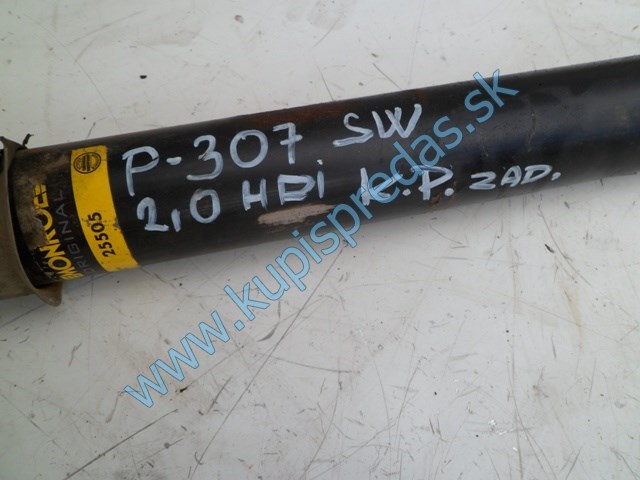 MONROE
ORIGINAL
25505
P-307 SW
2,0 HDi K.P. ZAD.
www.kupispredas.sk